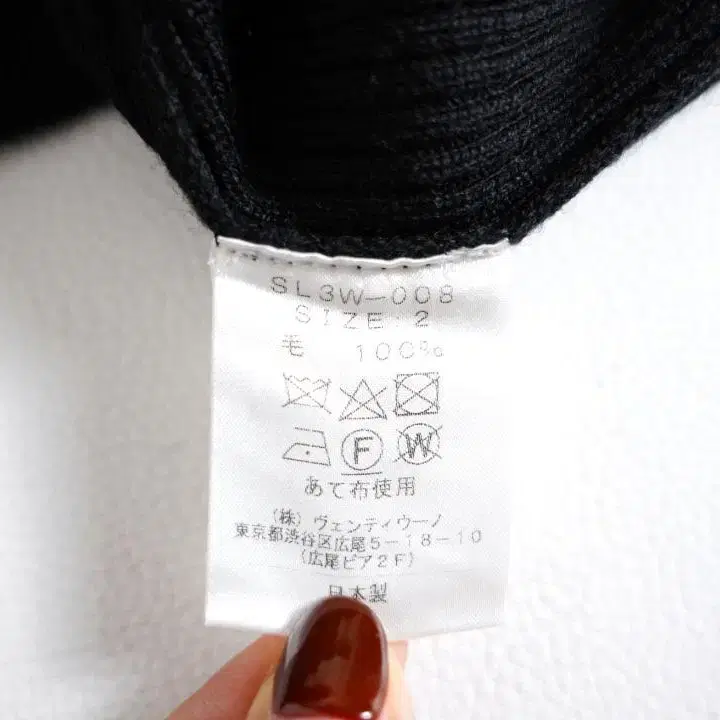 SL3W-008
SIZE:2
毛 100%
F W
あて布使用
(株)ヴェンティウーノ
東京都渋谷区広尾5-18-10
(広尾ピア2F)
日本製